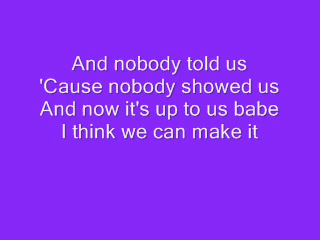 And nobody told us
'Cause nobody showed us
And now it's up to us babe
I think we can make it